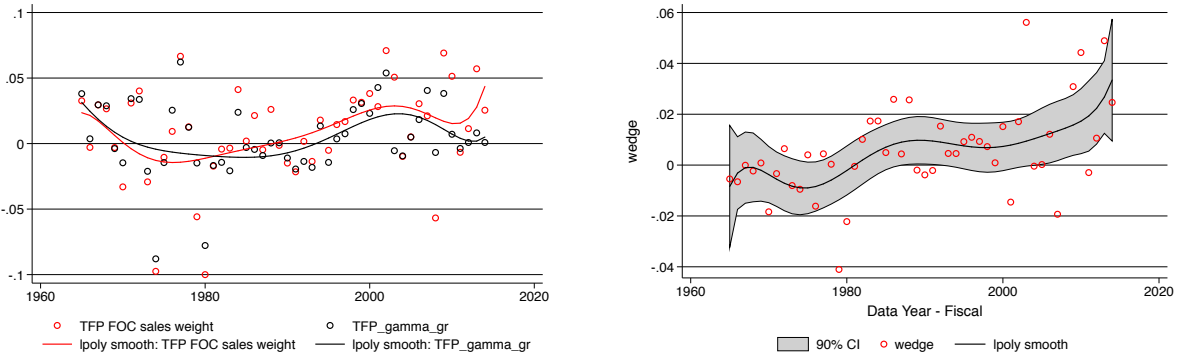 .1
.05
0
-.05
-.1
1960 1980 2000 2020
TFP FOC sales weight TFP_gamma_gr
lpoly smooth: TFP FOC sales weight lpoly smooth: TFP_gamma_gr
.06
.04
.02
0
-.02
-.04
wedge
1960 1980 2000 2020
Data Year - Fiscal
90% CI wedge lpoly smooth